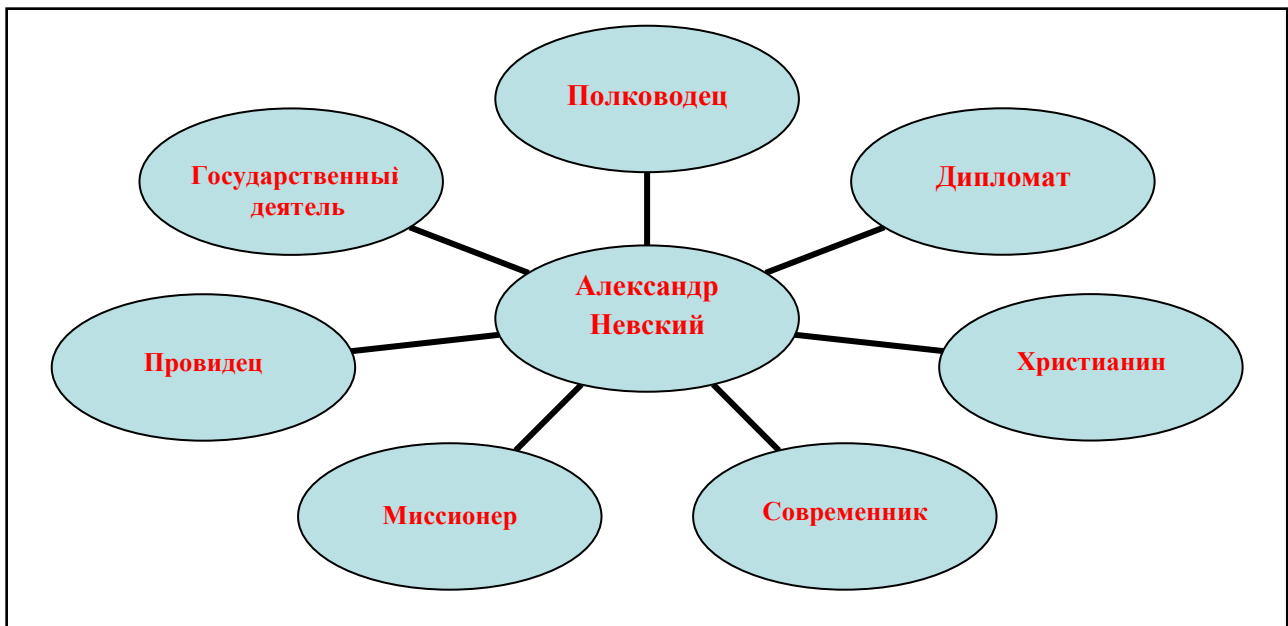 Полководец
Государственный
деятель
Дипломат
Александр
Невский
Провидец
Христианин
Миссионер
Современник